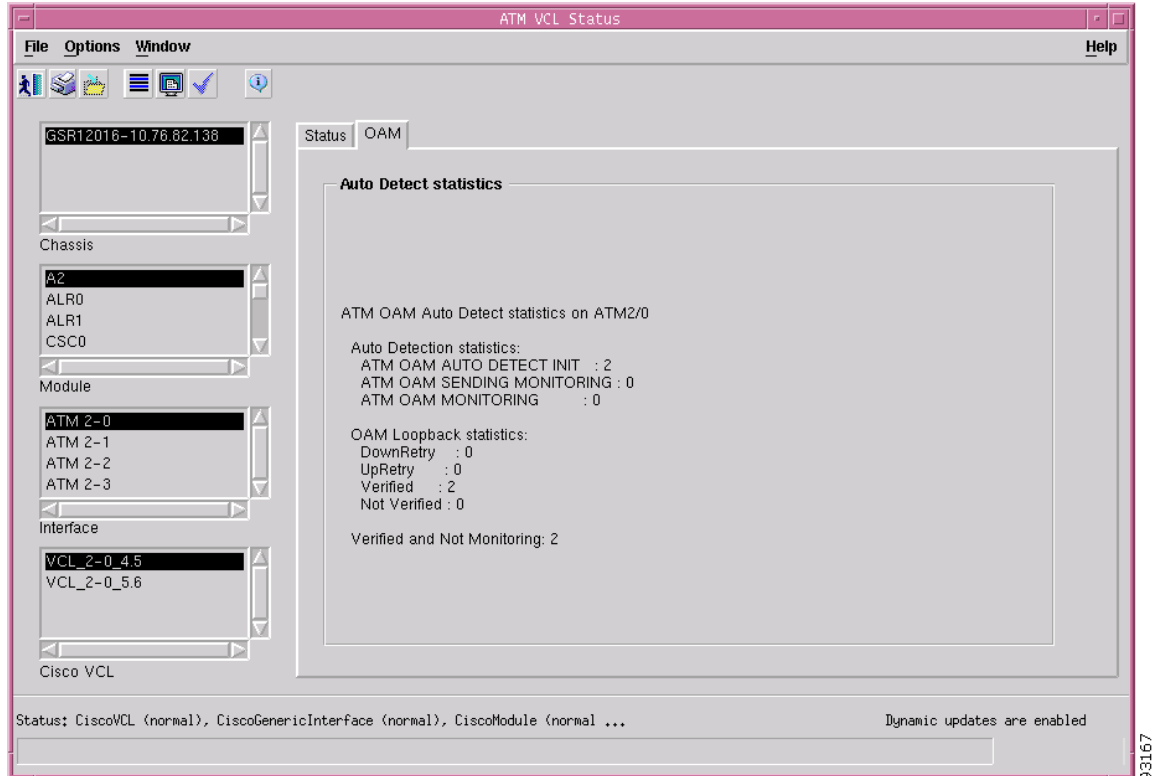 ATM VCL Status
File Options Window Help
GSR12016-10.76.82.138
Chassis
A2
ALR0
ALR1
CSC0
Module
ATM 2-0
ATM 2-1
ATM 2-2
ATM 2-3
Interface
VCL_2-0_4.5
VCL_2-0_5.6
Cisco VCL
Status OAM
Auto Detect statistics
ATM OAM Auto Detect statistics on ATM2/0
Auto Detection statistics:
ATM OAM AUTO DETECT INIT : 2
ATM OAM SENDING MONITORING : 0
ATM OAM MONITORING : 0
OAM Loopback statistics:
DownRetry : 0
UpRetry : 0
Verified : 2
Not Verified : 0
Verified and Not Monitoring: 2
Status: CiscoVCL (normal), CiscoGenericInterface (normal), CiscoModule (normal ...
Dynamic updates are enabled
93167